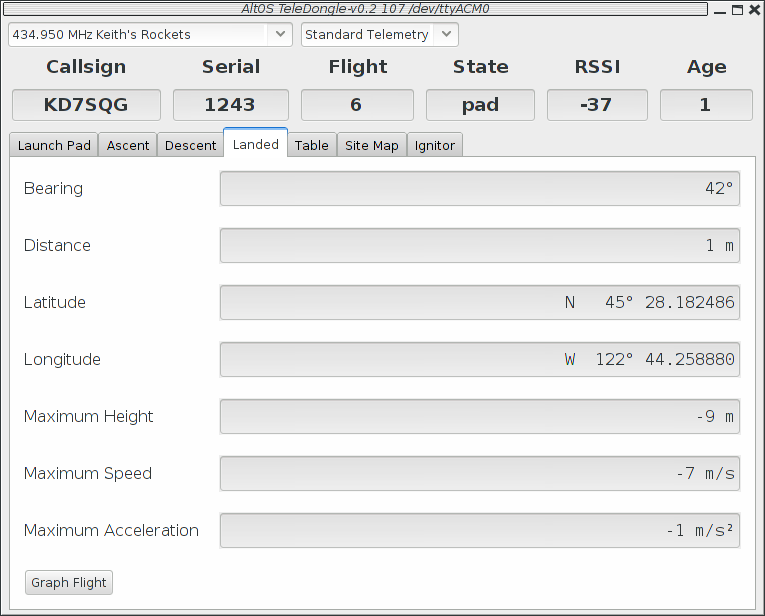 AltOS TeleDongle-v0.2 107 /dev/ttyACM0
434.950 MHz Keith's Rockets Standard Telemetry
Callsign Serial Flight State RSSI Age
KD7SQG 1243 6 pad -37 1
Launch Pad Ascent Descent Landed Table Site Map Ignitor
Bearing 42°
Distance 1 m
Latitude N 45° 28.182486
Longitude W 122° 44.258880
Maximum Height -9 m
Maximum Speed -7 m/s
Maximum Acceleration -1 m/s²
Graph Flight